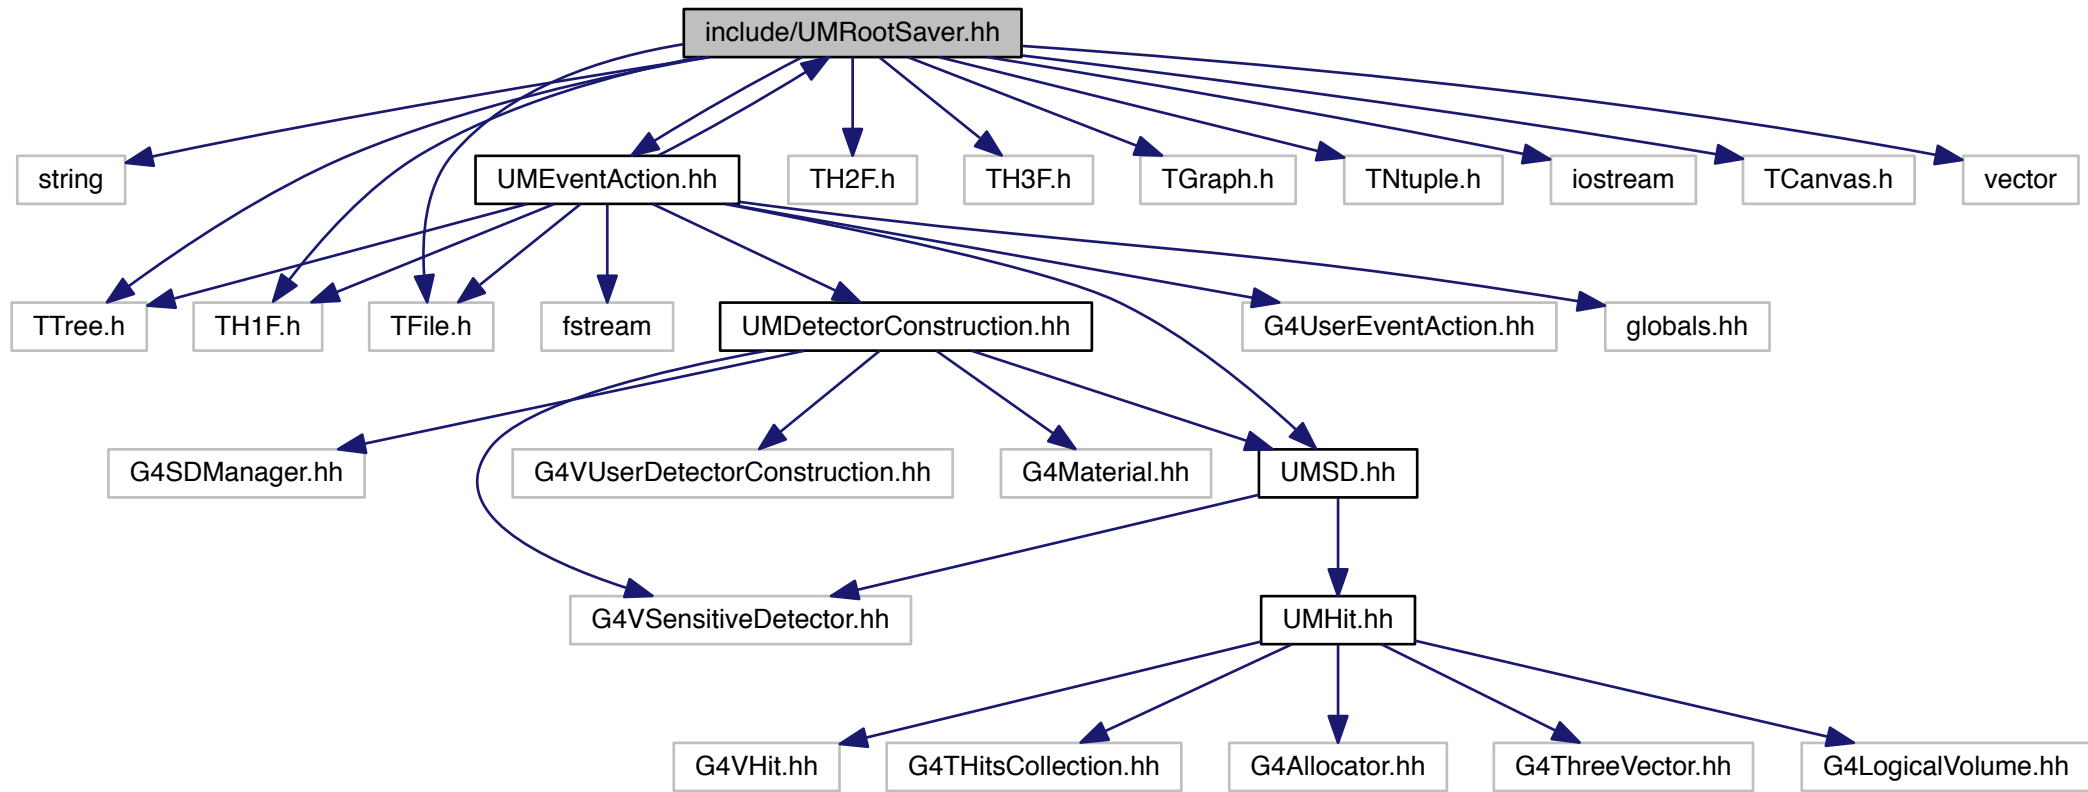 include/UMRootSaver.hh
string
UMEventAction.hh
TH2F.h
TH3F.h
TGraph.h
TNtuple.h
iostream
TCanvas.h
vector
TTree.h
TH1F.h
TFile.h
fstream
UMDetectorConstruction.hh
G4UserEventAction.hh
globals.hh
G4SDManager.hh
G4VUserDetectorConstruction.hh
G4Material.hh
UMSD.hh
G4VSensitiveDetector.hh
UMHit.hh
G4VHit.hh
G4THitsCollection.hh
G4Allocator.hh
G4ThreeVector.hh
G4LogicalVolume.hh